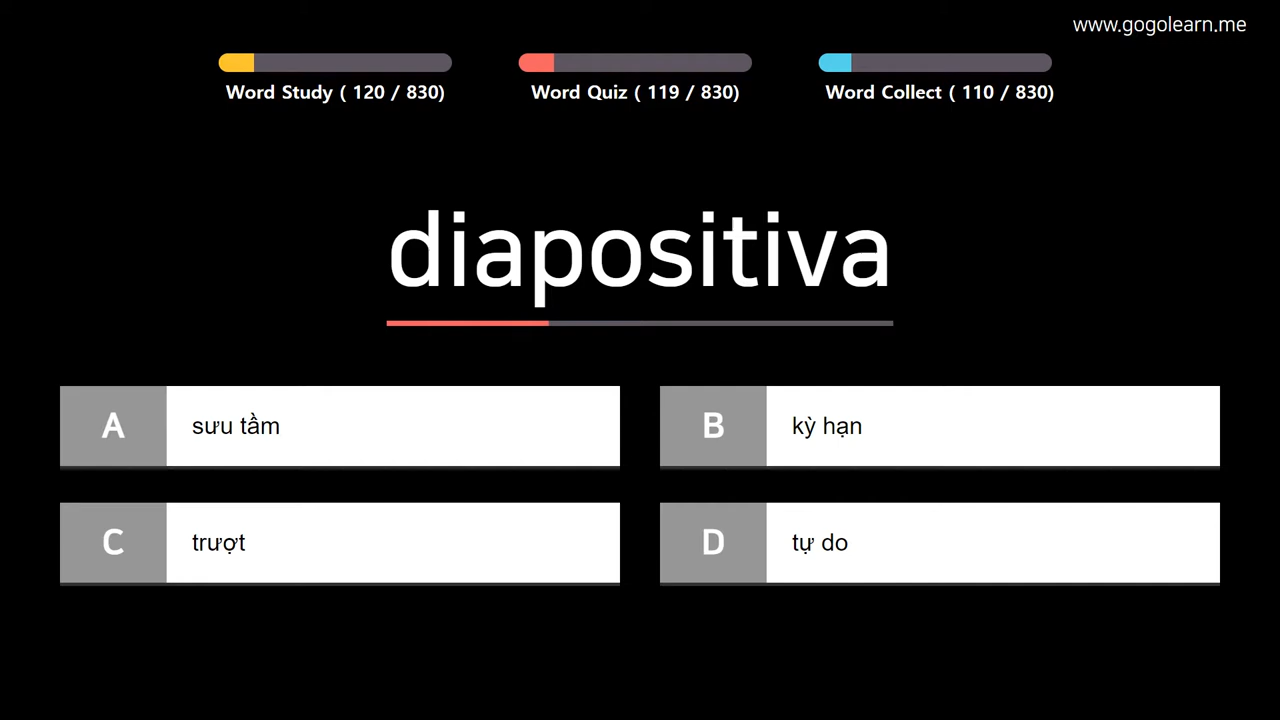 www.gogolearn.me
Word Study ( 120 / 830)
Word Quiz ( 119 / 830)
Word Collect ( 110 / 830)
diapositiva
A
sưu tầm
B
kỳ hạn
C
trượt
D
tự do